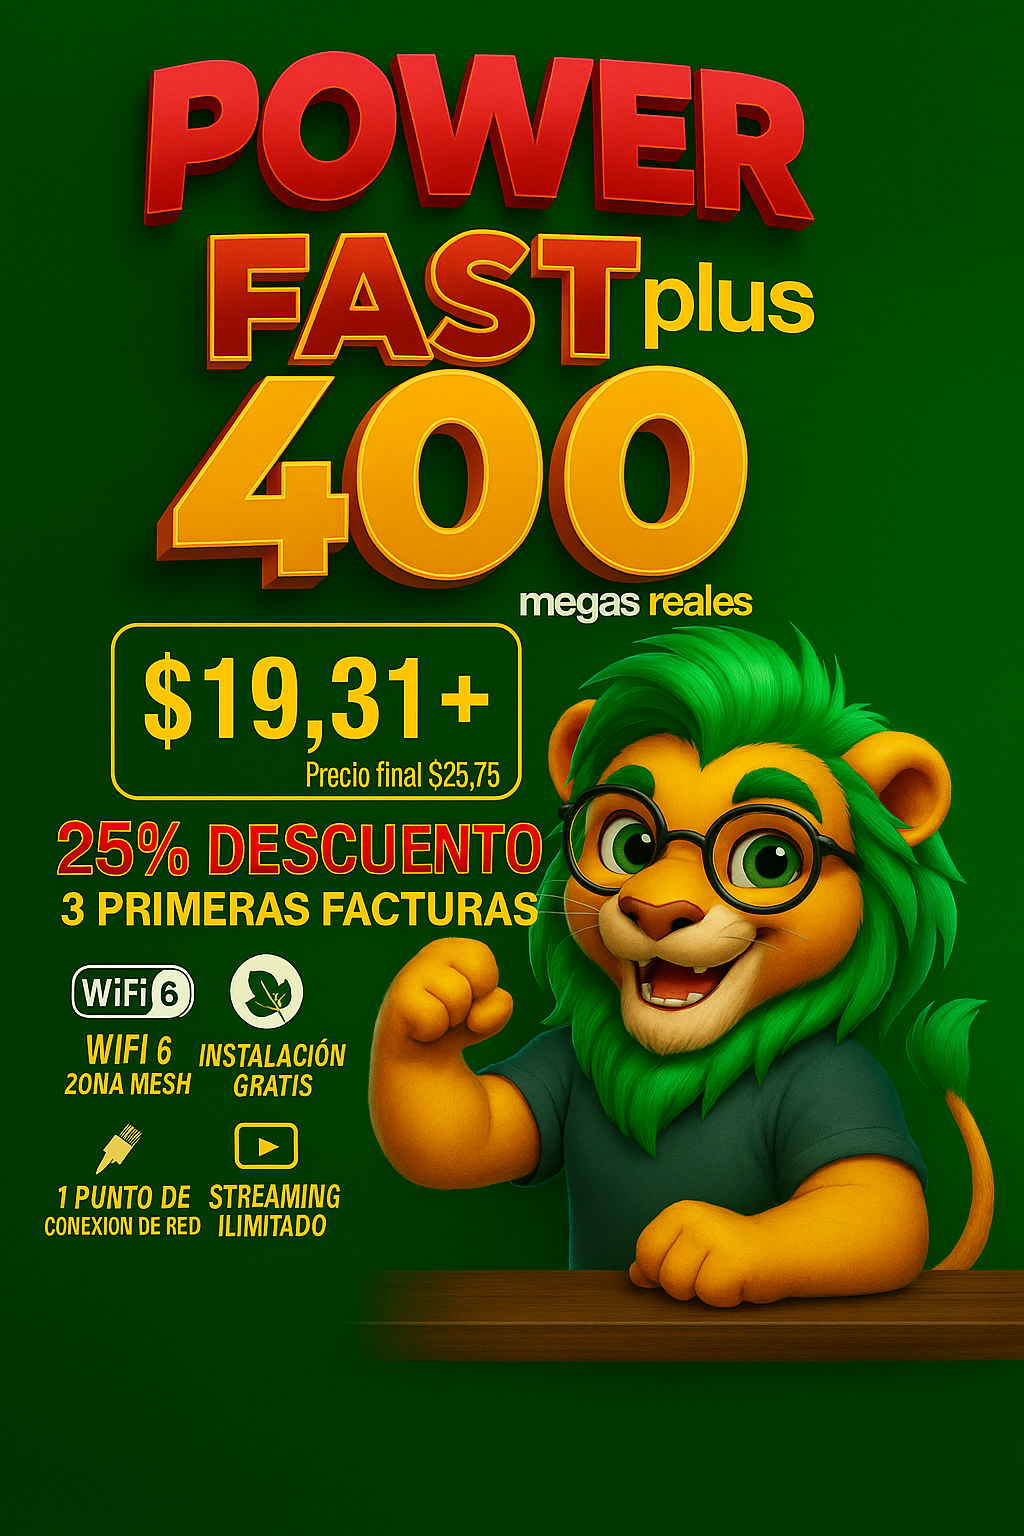 POWER
FAST plus
400
megas reales
$19,31+
Precio final $25,75
25% DESCUENTO
3 PRIMERAS FACTURAS
WiFi 6
WIFI 6
2ONA MESH
INSTALACIÓN
GRATIS
1 PUNTO DE
CONEXION DE RED
STREAMING
ILIMITADO